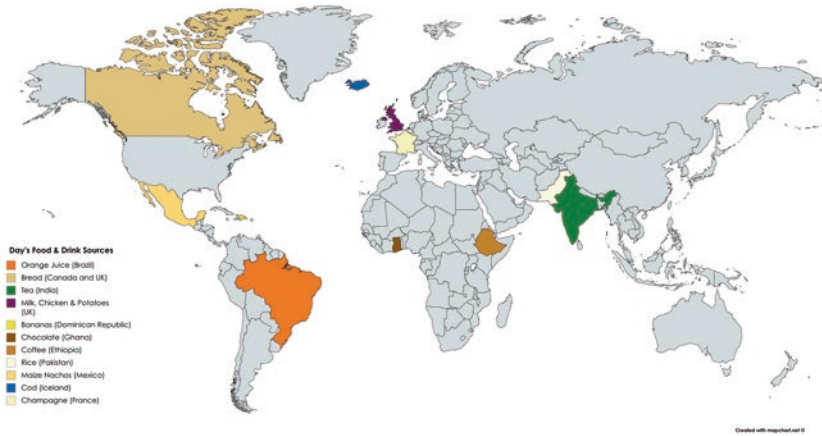 Day's Food & Drink Sources
Orange Juice (Brazil)
Bread (Canada and UK)
Tea (India)
Milk, Chicken & Potatoes
(UK)
Bananas (Dominican Republic)
Chocolate (Ghana)
Coffee (Ethiopia)
Rice (Pakistan)
Maize Nachos (Mexico)
Cod (Iceland)
Champagne (France)
Created with mapchart.net ©